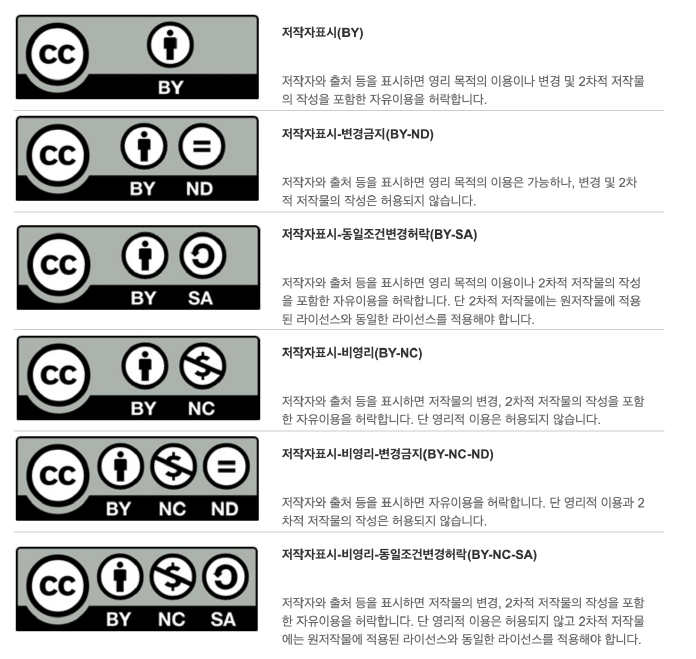 cc
BY
저작자표시(BY)
저작자와 출처 등을 표시하면 영리 목적의 이용이나 변경 및 2차적 저작물
의 작성을 포함한 자유이용을 허락합니다.
cc
BY ND
저작자표시-변경금지(BY-ND)
저작자와 출처 등을 표시하면 영리 목적의 이용은 가능하나, 변경 및 2차
적 저작물의 작성은 허용되지 않습니다.
cc
BY SA
저작자표시-동일조건변경허락(BY-SA)
저작자와 출처 등을 표시하면 영리 목적의 이용이나 2차적 저작물의 작성
을 포함한 자유이용을 허락합니다. 단 2차적 저작물에는 원저작물에 적용
된 라이선스와 동일한 라이선스를 적용해야 합니다.
cc
$
BY NC
저작자표시-비영리(BY-NC)
저작자와 출처 등을 표시하면 저작물의 변경, 2차적 저작물의 작성을 포함
한 자유이용을 허락합니다. 단 영리적 이용은 허용되지 않습니다.
cc
$
BY NC ND
저작자표시-비영리-변경금지(BY-NC-ND)
저작자와 출처 등을 표시하면 자유이용을 허락합니다. 단 영리적 이용과 2
차적 저작물의 작성은 허용되지 않습니다.
cc
$
BY NC SA
저작자표시-비영리-동일조건변경허락(BY-NC-SA)
저작자와 출처 등을 표시하면 저작물의 변경, 2차적 저작물의 작성을 포함
한 자유이용을 허락합니다. 단 영리적 이용은 허용되지 않고 2차적 저작물
에는 원저작물에 적용된 라이선스와 동일한 라이선스를 적용해야 합니다.